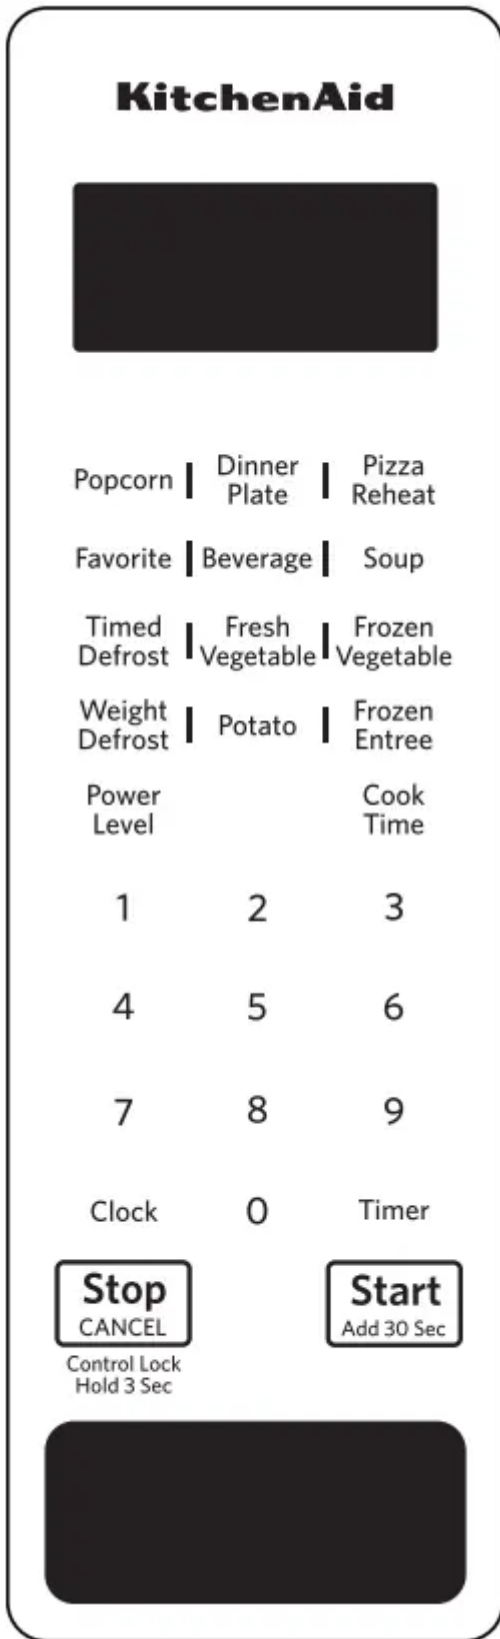 KitchenAid
Popcorn | Dinner Plate | Pizza Reheat
Favorite | Beverage | Soup
Timed Defrost | Fresh Vegetable | Frozen Vegetable
Weight Defrost | Potato | Frozen Entree
Power Level Cook Time
1 2 3
4 5 6
7 8 9
Clock 0 Timer
Stop Start
CANCEL Add 30 Sec
Control Lock
Hold 3 Sec